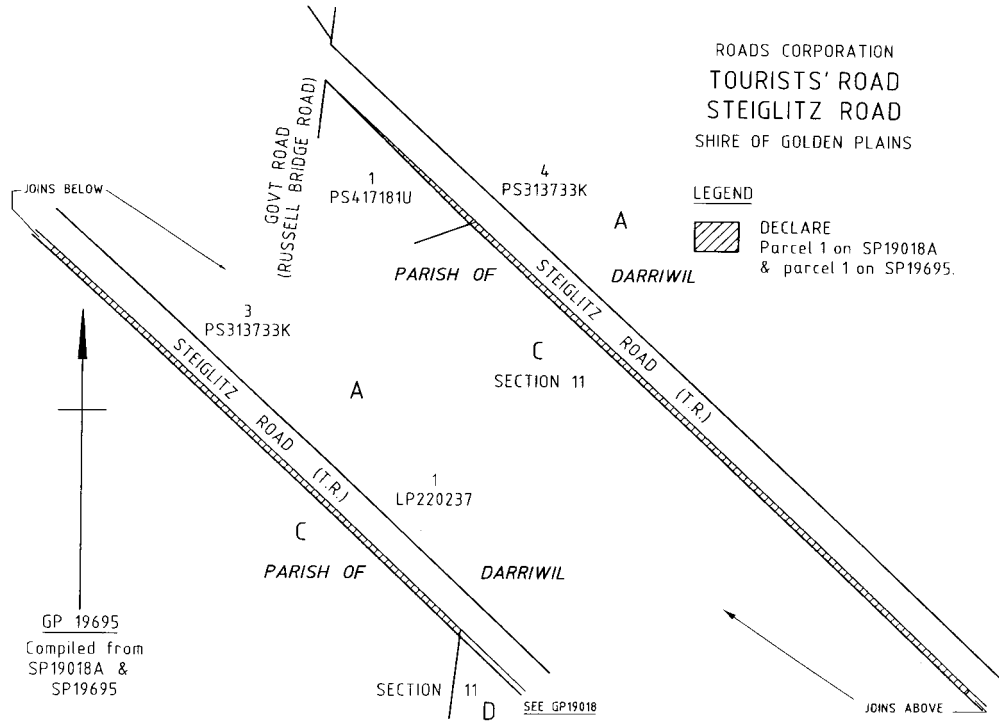 ROADS CORPORATION
TOURISTS' ROAD
STEIGLITZ ROAD
SHIRE OF GOLDEN PLAINS
LEGEND
DECLARE
Parcel 1 on SP19018A
& parcel 1 on SP19695.
GOVT ROAD
(RUSSELL BRIDGE ROAD)
1
PS417181U
4
PS313733K
A
PARISH OF DARRIWIL
STEIGLITZ ROAD (T.R.)
C
SECTION 11
JOINS BELOW
3
PS313733K
STEIGLITZ ROAD (T.R.)
A
1
LP220237
C
PARISH OF DARRIWIL
GP 19695
Compiled from
SP19018A &
SP19695
SECTION 11
D
SEE GP19018
JOINS ABOVE